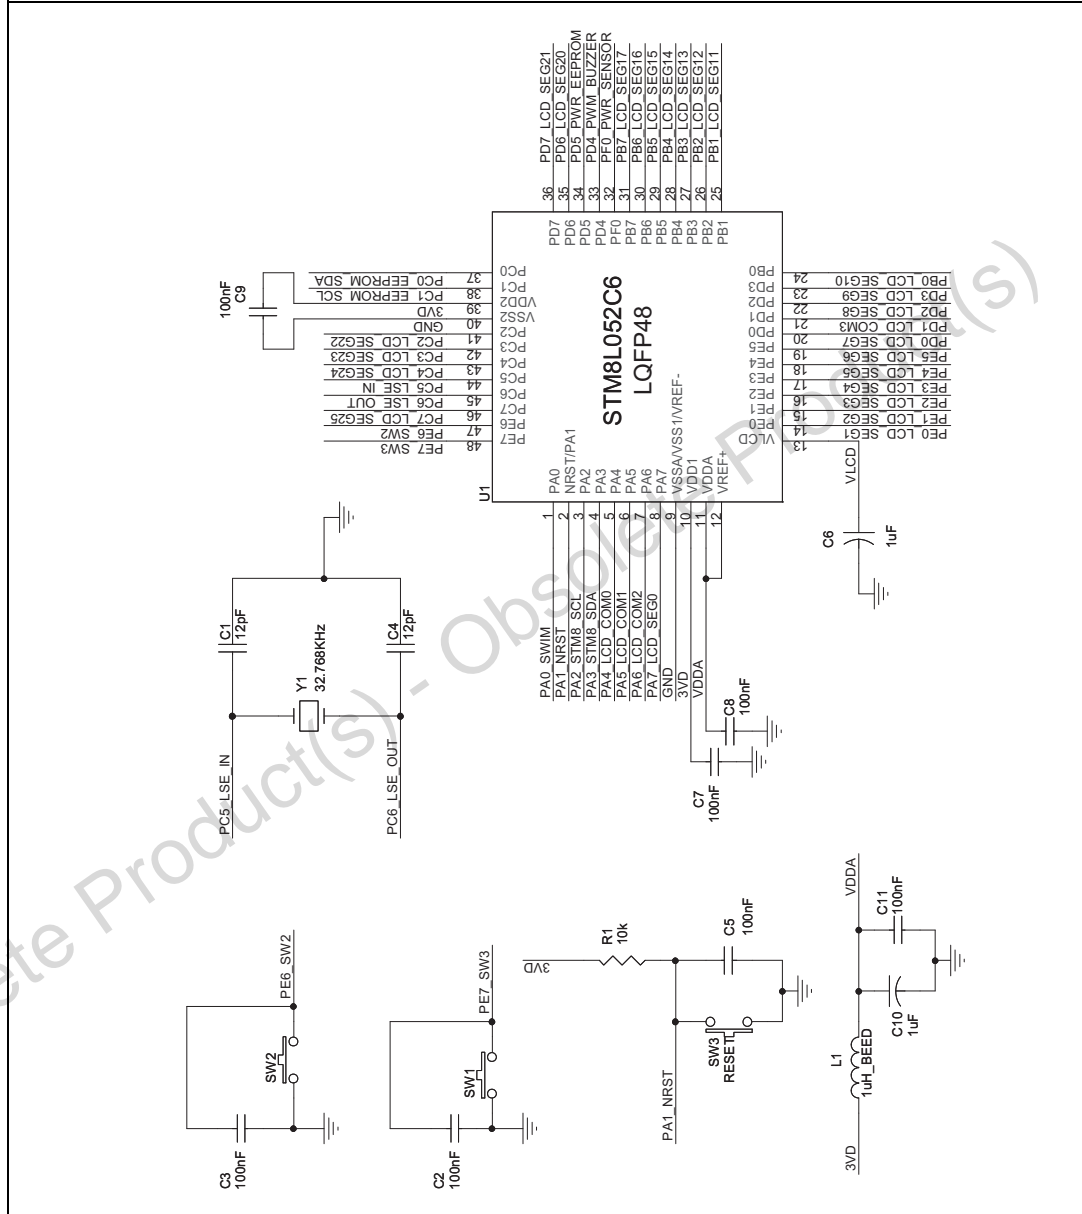 36 PD7_LCD_SEG21
35 PD6_LCD_SEG20
34 PD5_PWR_EEPROM
33 PD4_PWM_BUZZER
32 PF0_PWR_SENSOR
31 PB7_LCD_SEG17
30 PB6_LCD_SEG16
29 PB5_LCD_SEG15
28 PB4_LCD_SEG14
27 PB3_LCD_SEG13
26 PB2_LCD_SEG12
25 PB1_LCD_SEG11
PD7
PD6
PD5
PD4
PF0
PB7
PB6
PB5
PB4
PB3
PB2
PB1
100nF
C9
PC0_EEPROM_SDA 37 PC0
PC1_EEPROM_SCL 38 PC1
3VD 39 VDD2
GND 40 VSS2
PC2_LCD_SEG22 41 PC2
PC3_LCD_SEG23 42 PC3
PC4_LCD_SEG24 43 PC4
PC5_LSE_IN 44 PC5
PC6_LSE_OUT 45 PC6
PC7_LCD_SEG25 46 PC7
PE6_SW2 47 PE6
PE7_SW3 48 PE7
STM8L052C6
LQFP48
PB0 24 PB0_LCD_SEG10
PD3 23 PD3_LCD_SEG9
PD2 22 PD2_LCD_SEG8
PD1 21 PD1_LCD_COM3
PD0 20 PD0_LCD_SEG7
PE5 19 PE5_LCD_SEG6
PE4 18 PE4_LCD_SEG5
PE3 17 PE3_LCD_SEG4
PE2 16 PE2_LCD_SEG3
PE1 15 PE1_LCD_SEG2
PE0 14 PE0_LCD_SEG1
VLCD 13
U1
PA0
NRST/PA1
PA2
PA3
PA4
PA5
PA6
PA7
VSSA/VSS1/VREF-
VDD1
VDDA
VREF+
1 PA0_SWIM
2 PA1_NRST
3 PA2_STM8_SCL
4 PA3_STM8_SDA
5 PA4_LCD_COM0
6 PA5_LCD_COM1
7 PA6_LCD_COM2
8 PA7_LCD_SEG0
9 GND
10 3VD
11 VDDA
12
VLCD
C6
1uF
C1
12pF
Y1
32.768KHz
C4
12pF
PC5_LSE_IN
PC6_LSE_OUT
C8
100nF
C7
100nF
PE6_SW2
SW2
C3
100nF
PE7_SW3
SW1
C2
100nF
3VD
R1
10k
C5
100nF
SW3
RESET
PA1_NRST
VDDA
C11
100nF
C10
1uF
L1
1uH_BEED
3VD
ete Product(s) - Obsolete Product(s)